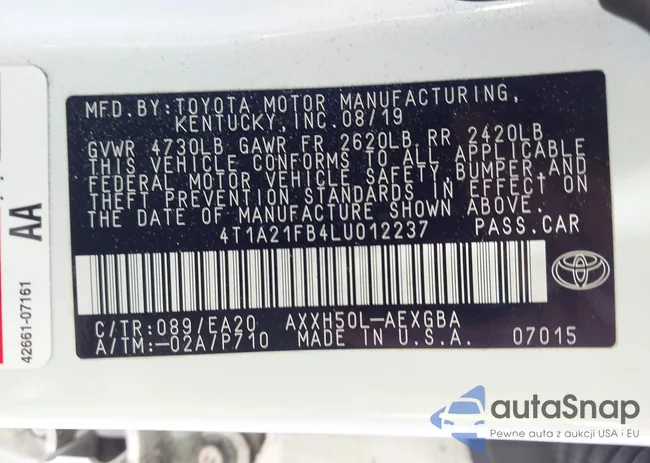 MFD.BY:TOYOTA MOTOR MANUFACTURING,
KENTUCKY,INC.08/19
GVWR 4730LB GAWR FR 2620LB RR 2420LB
THIS VEHICLE CONFORMS TO ALL APPLICABLE
FEDERAL MOTOR VEHICLE SAFETY,BUMPER,AND
THEFT PREVENTION STANDARDS IN EFFECT ON
THE DATE OF MANUFACTURE SHOWN ABOVE.
4T1A21FB4LU012237 PASS.CAR
C/TR:089/EA20 AXXH50L-AEXGBA
A/TM:-02A/P710 MADE IN U.S.A. 07015
AA
42661-07161
autaSnap
Pewne auta z aukcji USA i EU